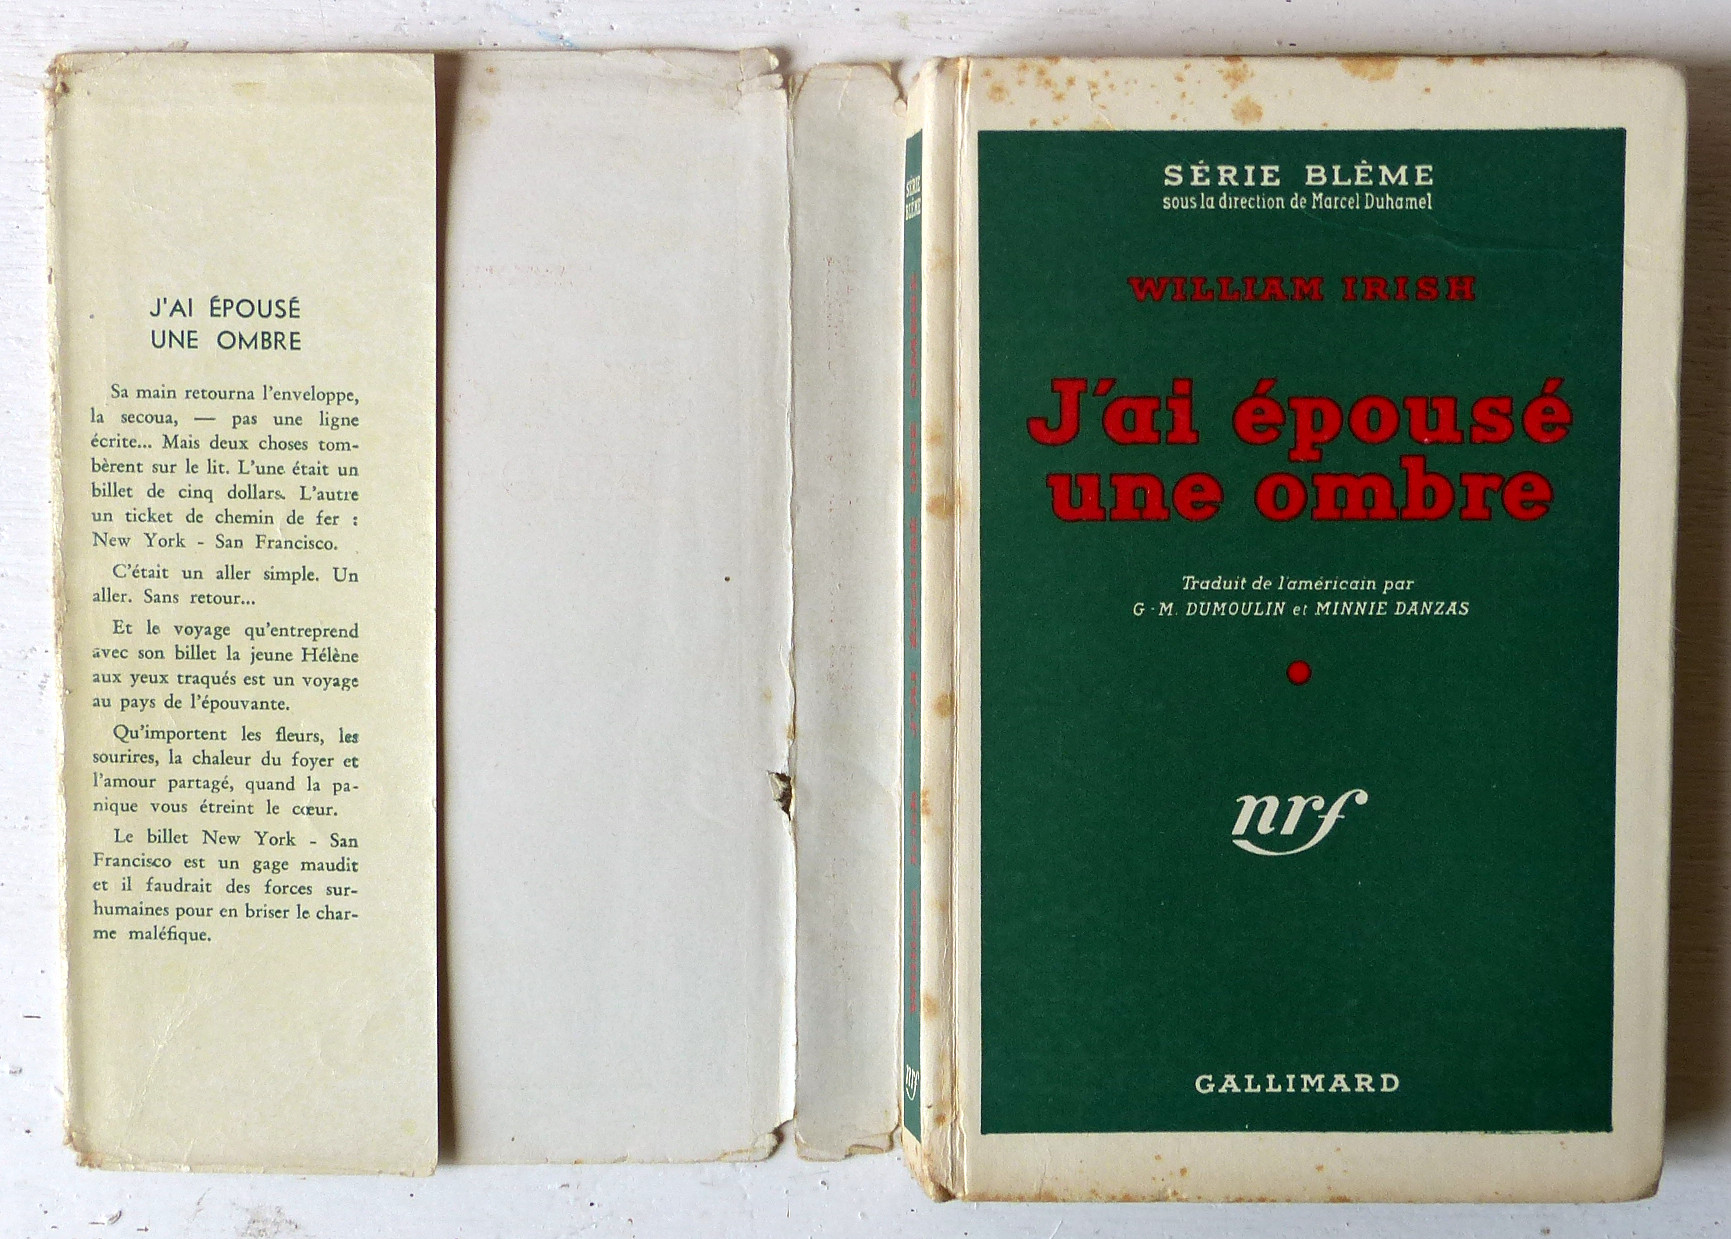 J'AI ÉPOUSÉ
UNE OMBRE
Sa main retourna l'enveloppe,
la secoua, — pas une ligne
écrite... Mais deux choses tom-
bèrent sur le lit. L'une était un
billet de cinq dollars. L'autre
un ticket de chemin de fer :
New York - San Francisco.
C'était un aller simple. Un
aller. Sans retour...
Et le voyage qu'entreprend
avec son billet la jeune Hélène
aux yeux traqués est un voyage
au pays de l'épouvante.
Qu'importent les fleurs, les
sourires, la chaleur du foyer et
l'amour partagé, quand la pa-
nique vous étreint le cœur.
Le billet New York - San
Francisco est un gage maudit
et il faudrait des forces sur-
humaines pour en briser le char-
me maléfique.
SÉRIE
BLÈME
nrf
SÉRIE BLÈME
sous la direction de Marcel Duhamel
WILLIAM IRISH
J'ai épousé
une ombre
Traduit de l'américain par
G.-M. DUMOULIN et MINNIE DANZAS
nrf
GALLIMARD